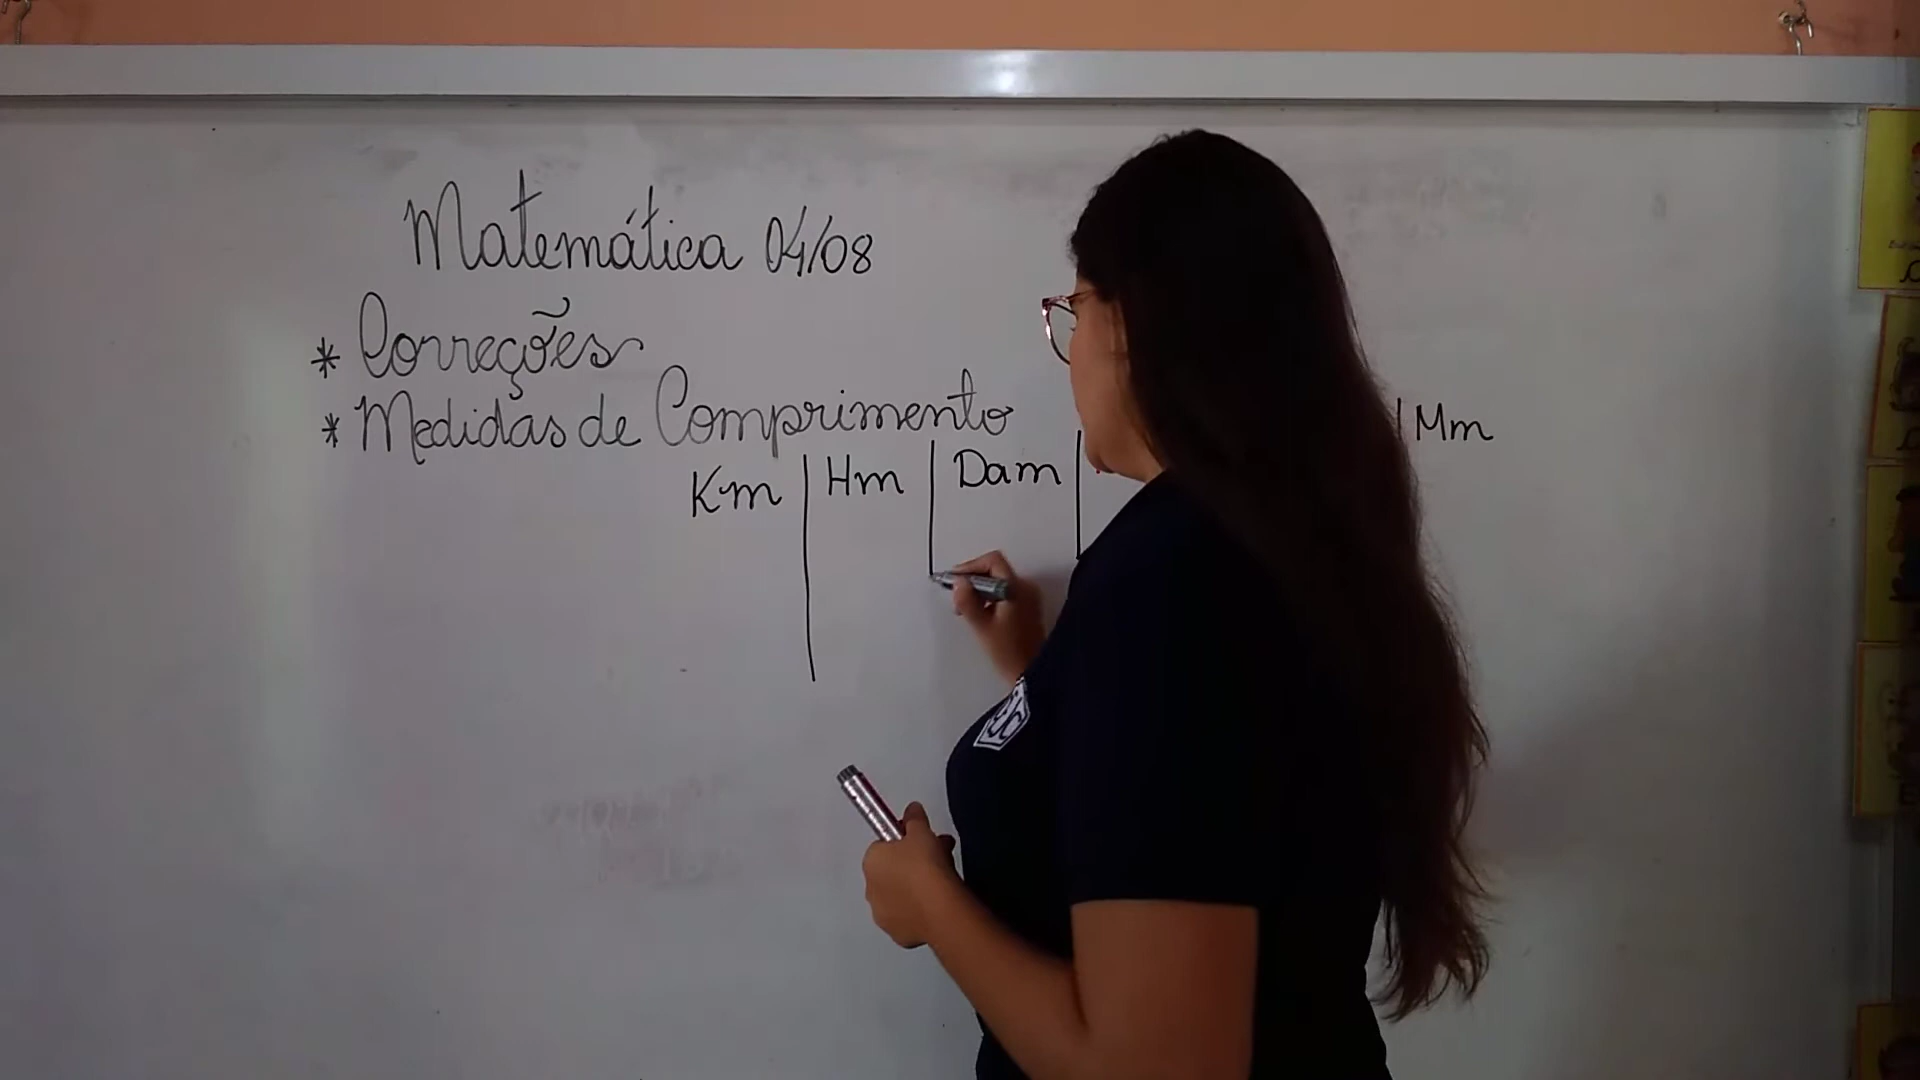 Matemática 04/08
* Correções
* Medidas de Comprimento
Km | Hm | Dam | | Mm